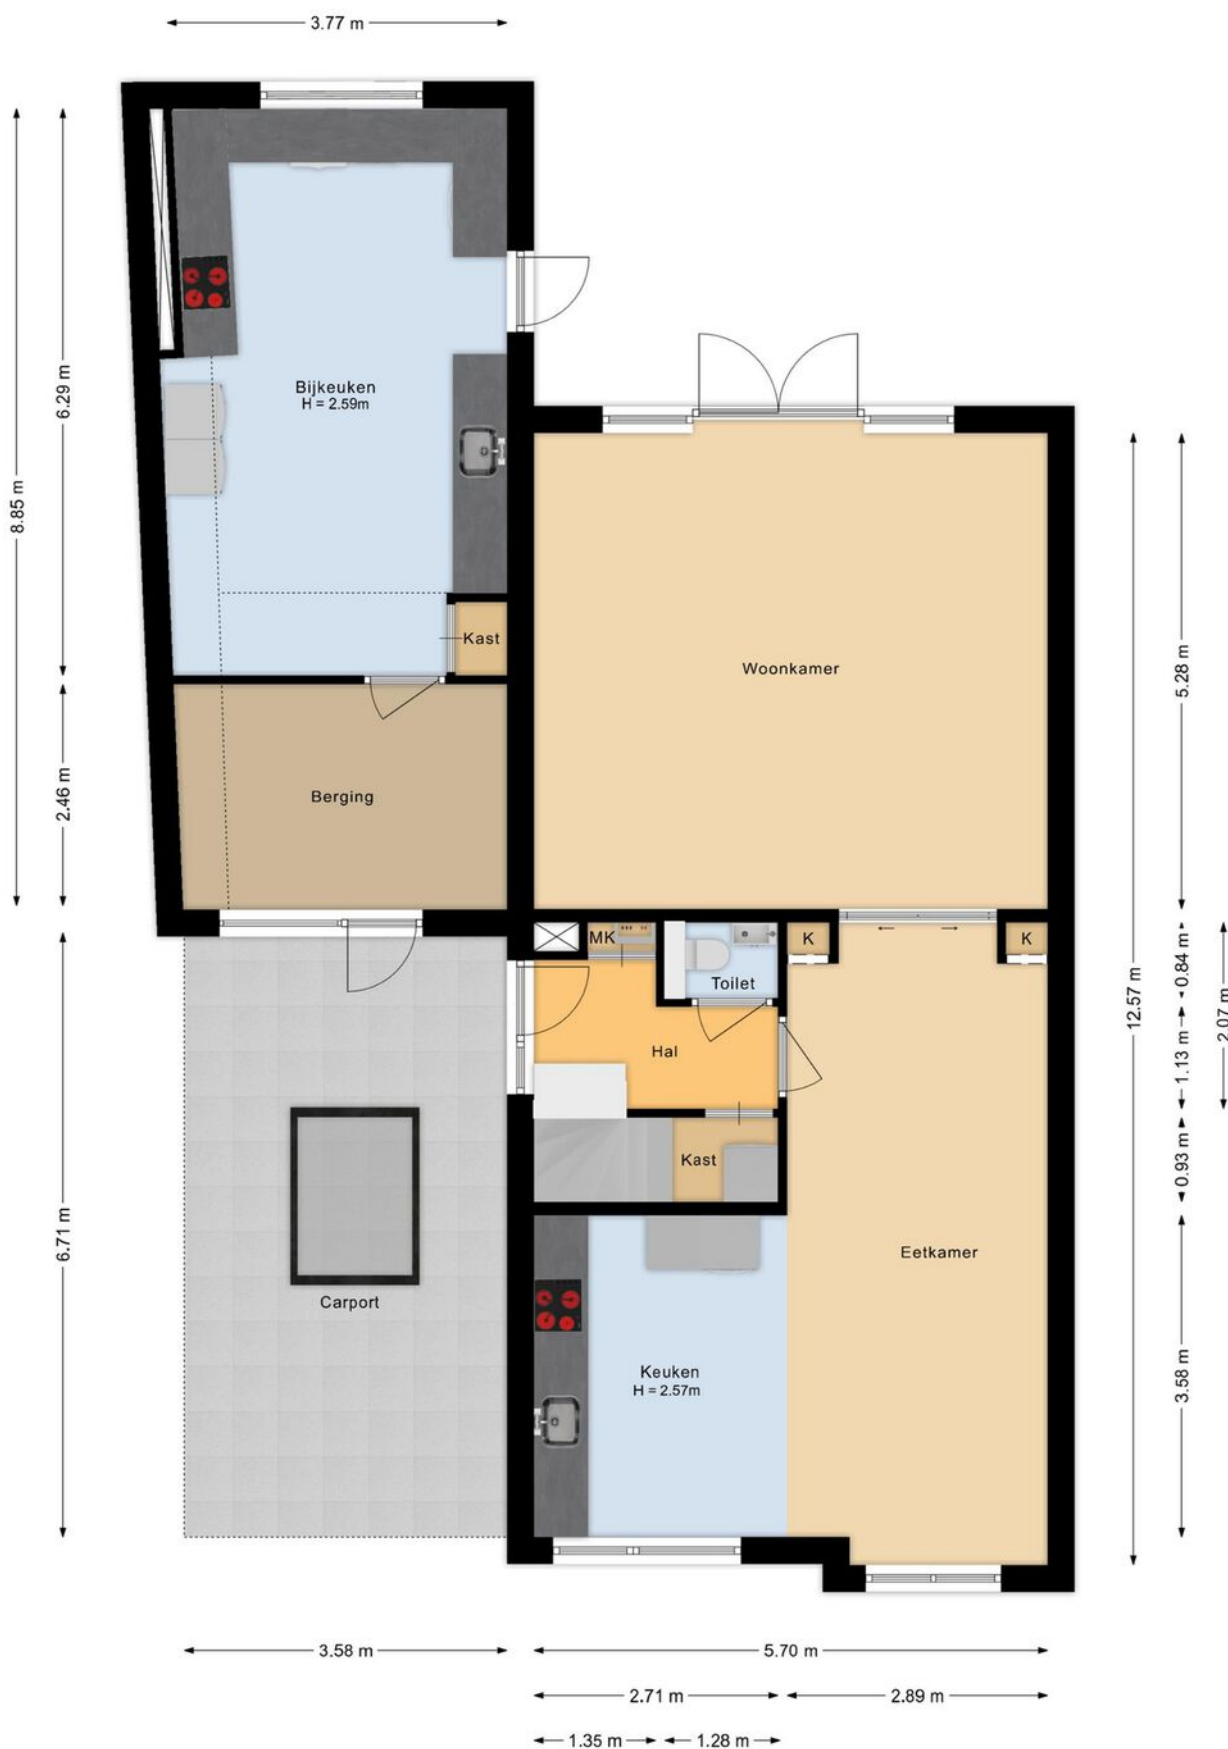 3.77 m
8.85 m
6.29 m
2.46 m
6.71 m
Bijkeuken
H = 2.59m
Kast
Berging
Carport
Woonkamer
MK
Toilet
K
K
Hal
Kast
Eetkamer
Keuken
H = 2.57m
12.57 m
5.28 m
0.84 m
1.13 m
0.93 m
3.58 m
2.07 m
3.58 m
5.70 m
2.71 m
2.89 m
1.35 m
1.28 m